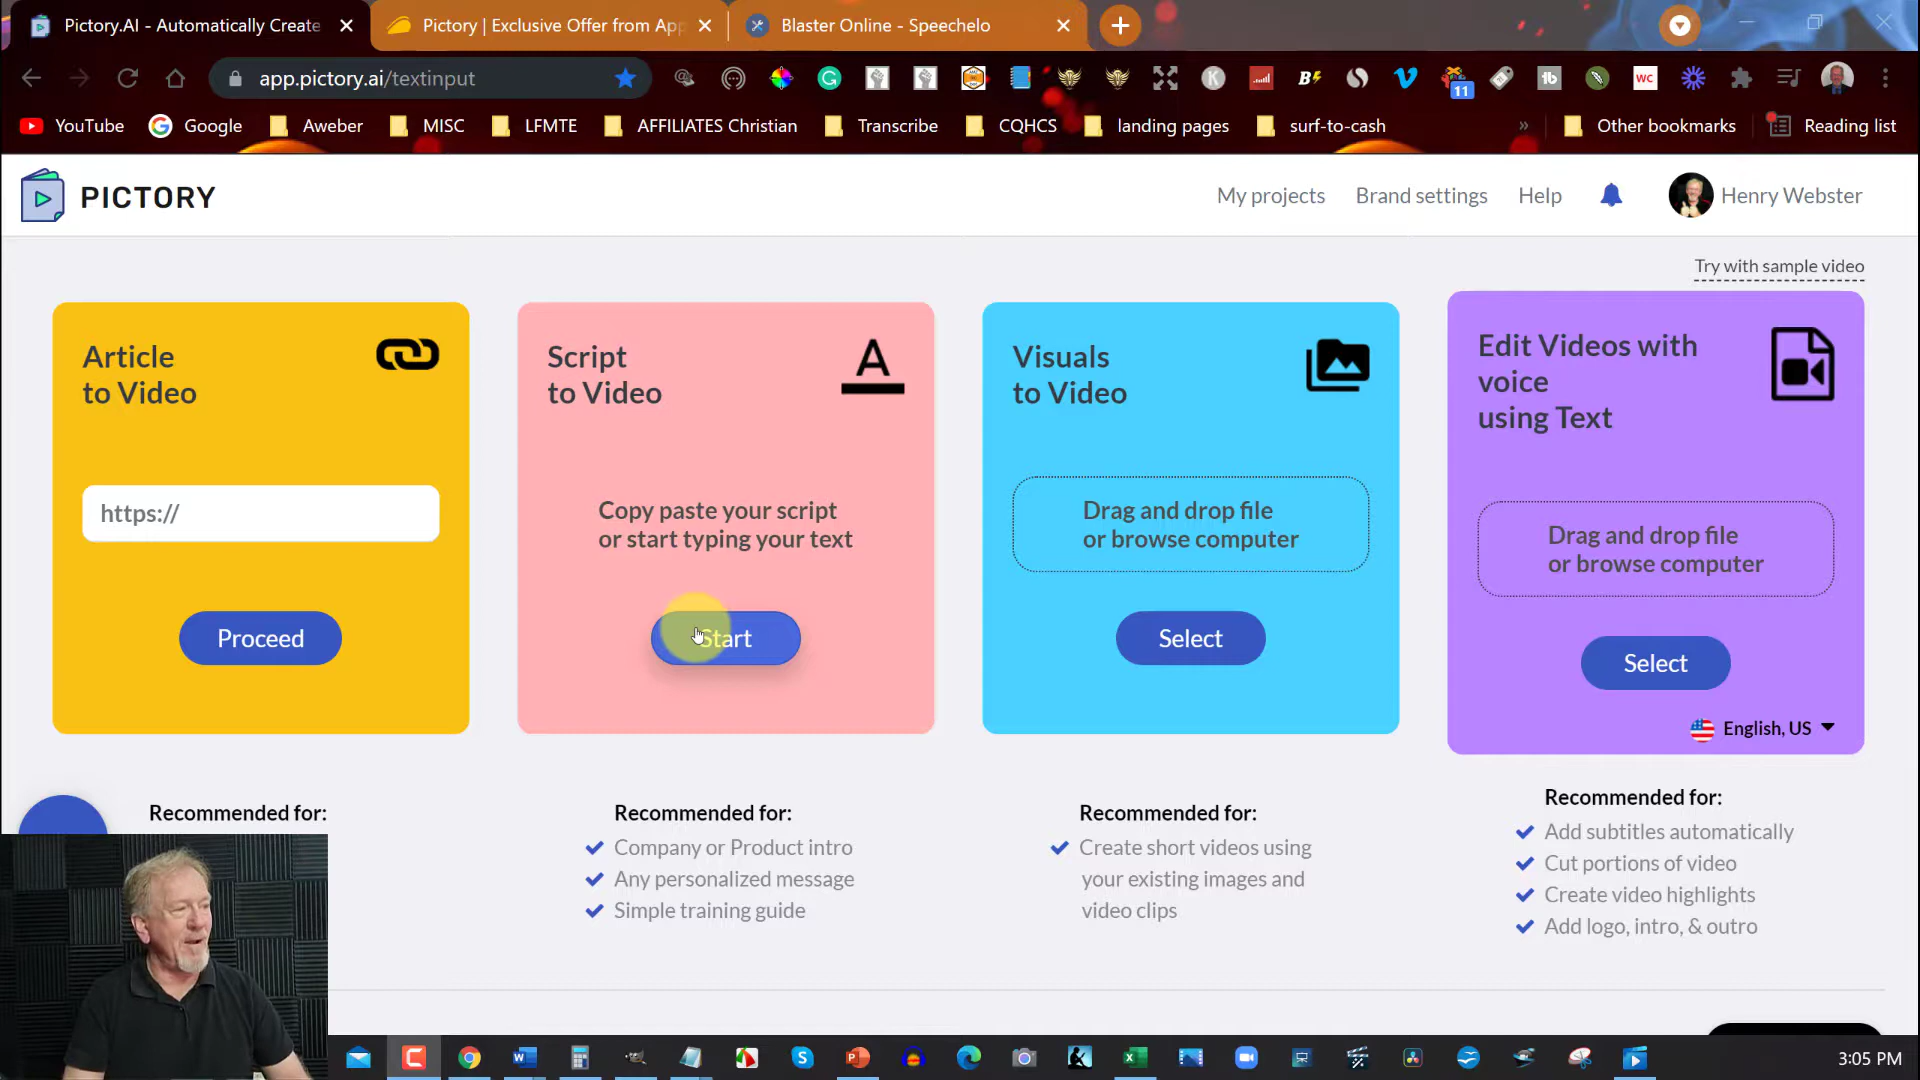 Pictory.AI - Automatically Create
Pictory | Exclusive Offer from App
Blaster Online - Speechelo
app.pictory.ai/textinput
11
YouTube
Google
Aweber
MISC
LFMTE
AFFILIATES Christian
Transcribe
CQHCS
landing pages
surf-to-cash
»
Other bookmarks
Reading list
PICTORY
My projects
Brand settings
Help
Henry Webster
Try with sample video
Article
to Video
https://
Proceed
Script
to Video
A
Copy paste your script
or start typing your text
Start
Visuals
to Video
Drag and drop file
or browse computer
Select
Edit Videos with
voice
using Text
Drag and drop file
or browse computer
Select
English, US
Recommended for:
Recommended for:
Company or Product intro
Any personalized message
Simple training guide
Recommended for:
Create short videos using
your existing images and
video clips
Recommended for:
Add subtitles automatically
Cut portions of video
Create video highlights
Add logo, intro, & outro
3:05 PM